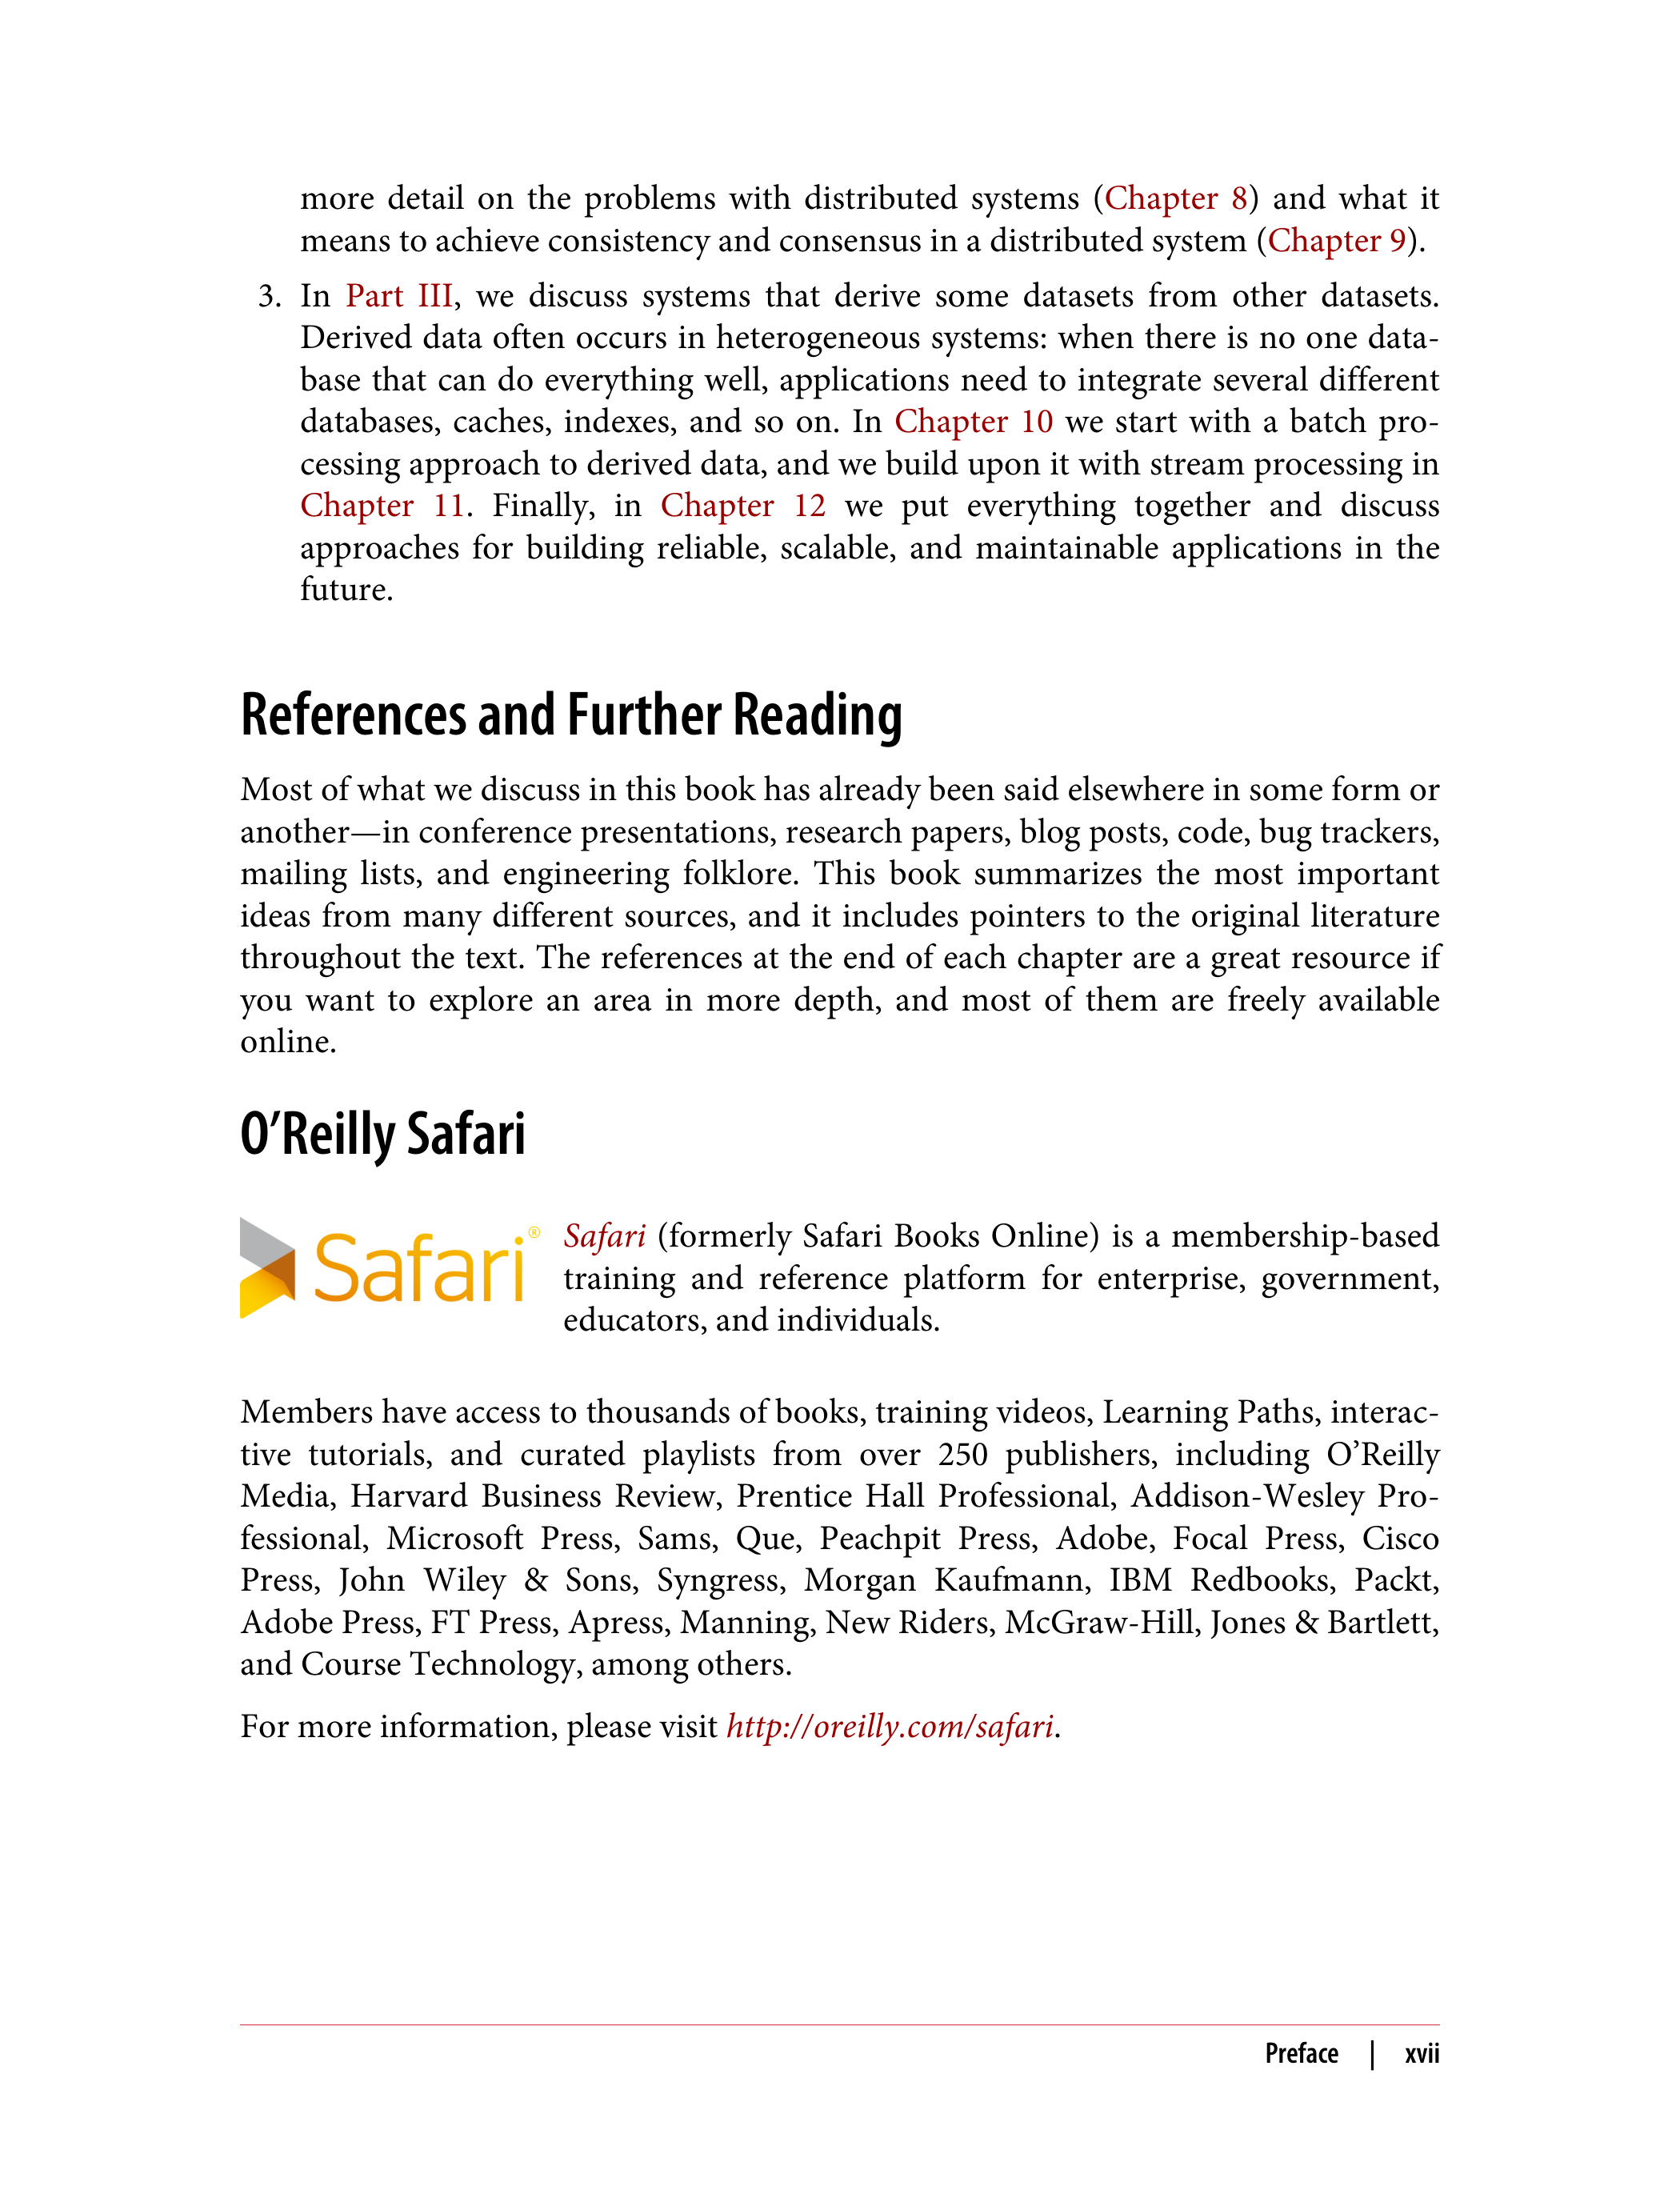 more detail on the problems with distributed systems (Chapter 8) and what it
means to achieve consistency and consensus in a distributed system (Chapter 9).
3. In Part III, we discuss systems that derive some datasets from other datasets.
Derived data often occurs in heterogeneous systems: when there is no one data-
base that can do everything well, applications need to integrate several different
databases, caches, indexes, and so on. In Chapter 10 we start with a batch pro-
cessing approach to derived data, and we build upon it with stream processing in
Chapter 11. Finally, in Chapter 12 we put everything together and discuss
approaches for building reliable, scalable, and maintainable applications in the
future.
References and Further Reading
Most of what we discuss in this book has already been said elsewhere in some form or
another—in conference presentations, research papers, blog posts, code, bug trackers,
mailing lists, and engineering folklore. This book summarizes the most important
ideas from many different sources, and it includes pointers to the original literature
throughout the text. The references at the end of each chapter are a great resource if
you want to explore an area in more depth, and most of them are freely available
online.
O’Reilly Safari
Safari®
Safari (formerly Safari Books Online) is a membership-based
training and reference platform for enterprise, government,
educators, and individuals.
Members have access to thousands of books, training videos, Learning Paths, interac-
tive tutorials, and curated playlists from over 250 publishers, including O’Reilly
Media, Harvard Business Review, Prentice Hall Professional, Addison-Wesley Pro-
fessional, Microsoft Press, Sams, Que, Peachpit Press, Adobe, Focal Press, Cisco
Press, John Wiley & Sons, Syngress, Morgan Kaufmann, IBM Redbooks, Packt,
Adobe Press, FT Press, Apress, Manning, New Riders, McGraw-Hill, Jones & Bartlett,
and Course Technology, among others.
For more information, please visit http://oreilly.com/safari.
Preface | xvii